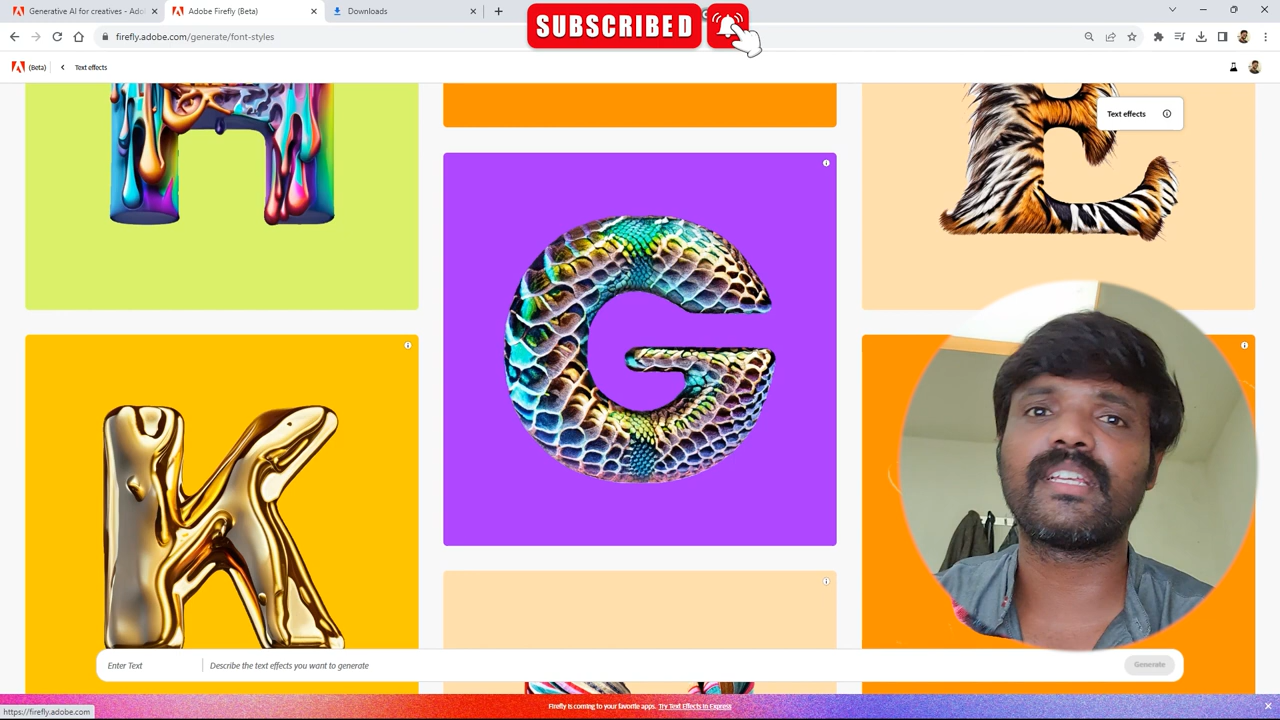 Generative AI for creatives - Ado
Adobe Firefly (Beta)
Downloads
SUBSCRIBED
firefly.adobe.com/generate/font-styles
(Beta)
Text effects
Text effects
G
E
K
Enter Text
Describe the text effects you want to generate
Generate
Firefly is coming to your favorite apps. Try Text Effects in Express
https://firefly.adobe.com